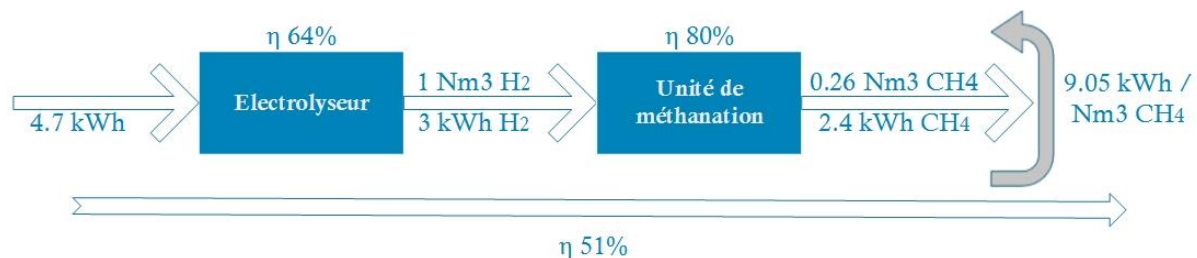 η 64%
η 80%
4.7 kWh
Electrolyseur
1 Nm3 H2
3 kWh H2
Unité de
méthanation
0.26 Nm3 CH4
2.4 kWh CH4
9.05 kWh /
Nm3 CH4
η 51%